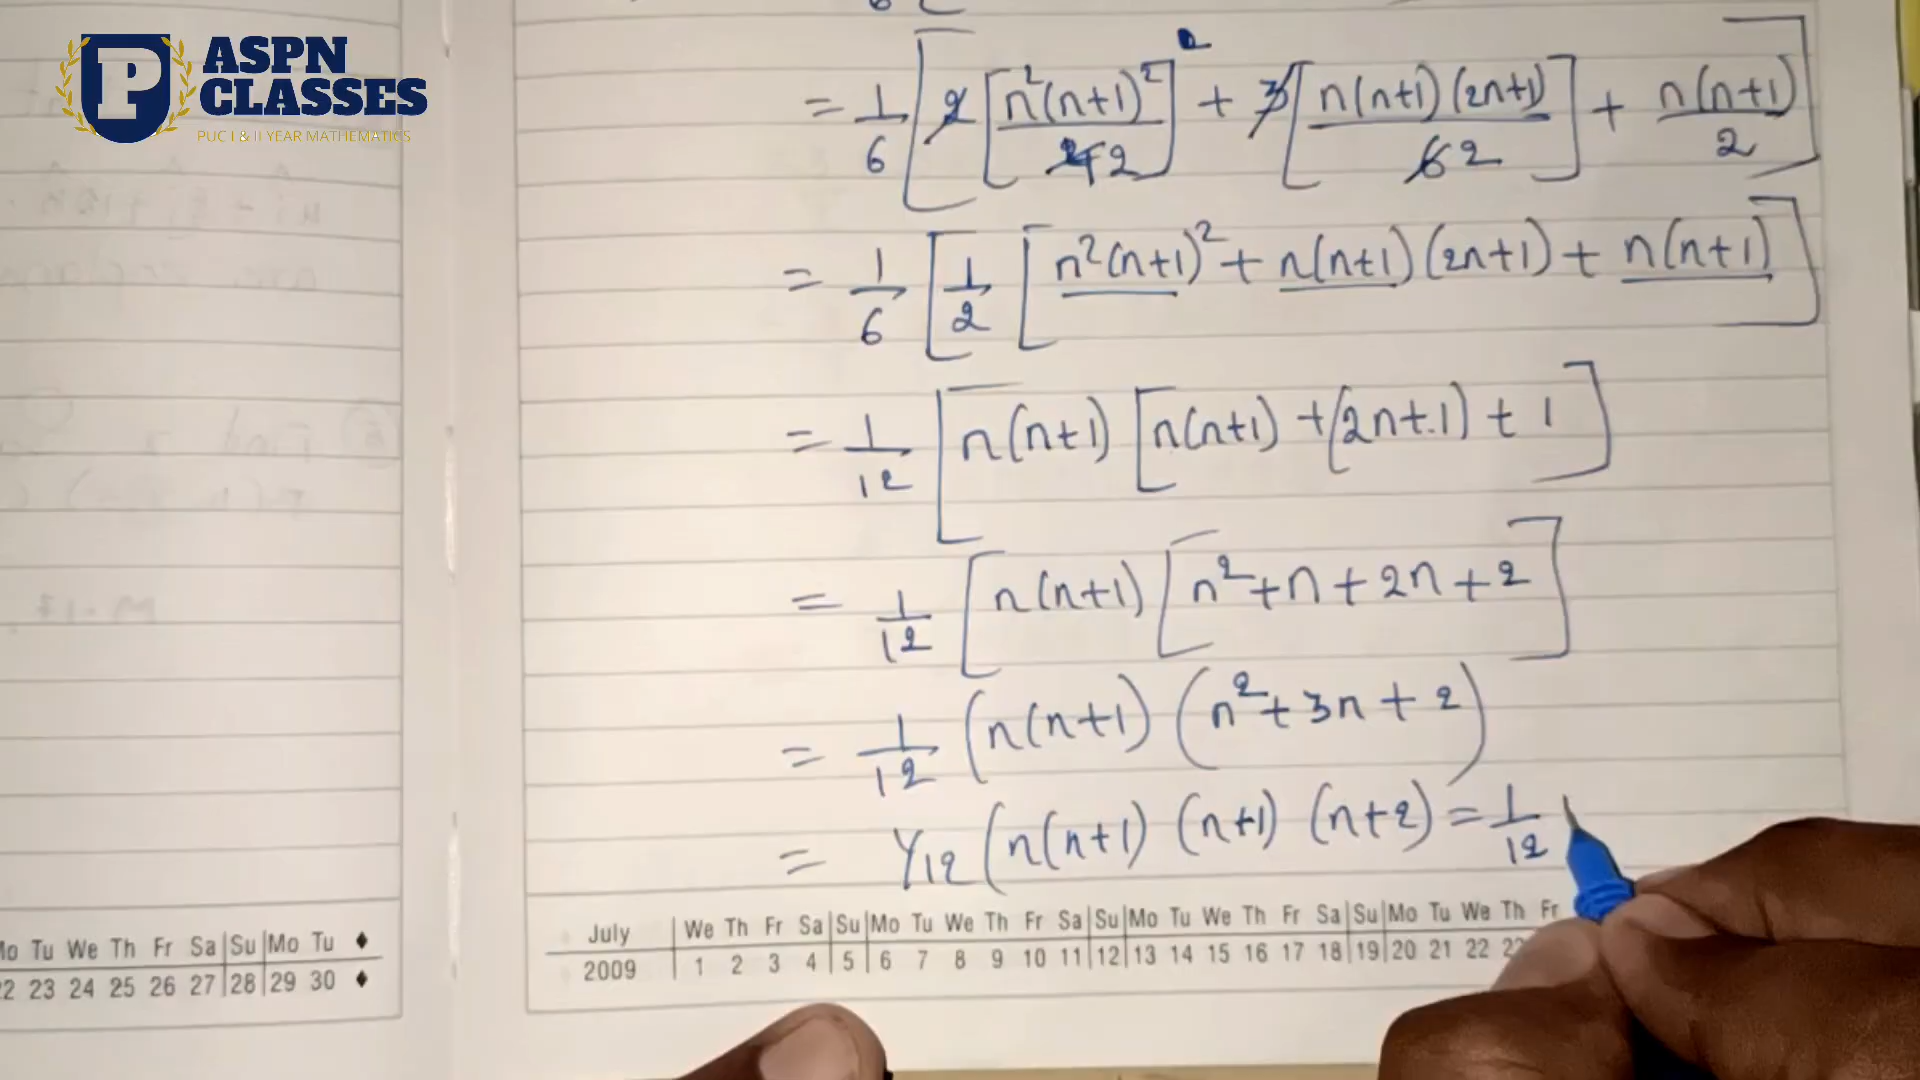 ASPN
CLASSES
PUC I & II YEAR MATHEMATICS
= 1/6 [2 [n²(n+1)²/2]² + 3 [n(n+1)(2n+1)/6 2] + n(n+1)/2]
= 1/6 [1/2 [n²(n+1)² + n(n+1)(2n+1) + n(n+1)]]
= 1/12 [n(n+1) [n(n+1) + (2n+1) + 1]
= 1/12 [n(n+1) [n²+n+2n+2]
= 1/12 (n(n+1) (n²+3n+2)
= 1/12 (n(n+1) (n+1) (n+2) = 1/12
July We Th Fr Sa Su Mo Tu We Th Fr Sa Su Mo Tu We Th Fr Sa Su Mo Tu We Th Fr
2009 1 2 3 4 5 6 7 8 9 10 11 12 13 14 15 16 17 18 19 20 21 22
Mo Tu We Th Fr Sa Su Mo Tu ♦
22 23 24 25 26 27 28 29 30 ♦